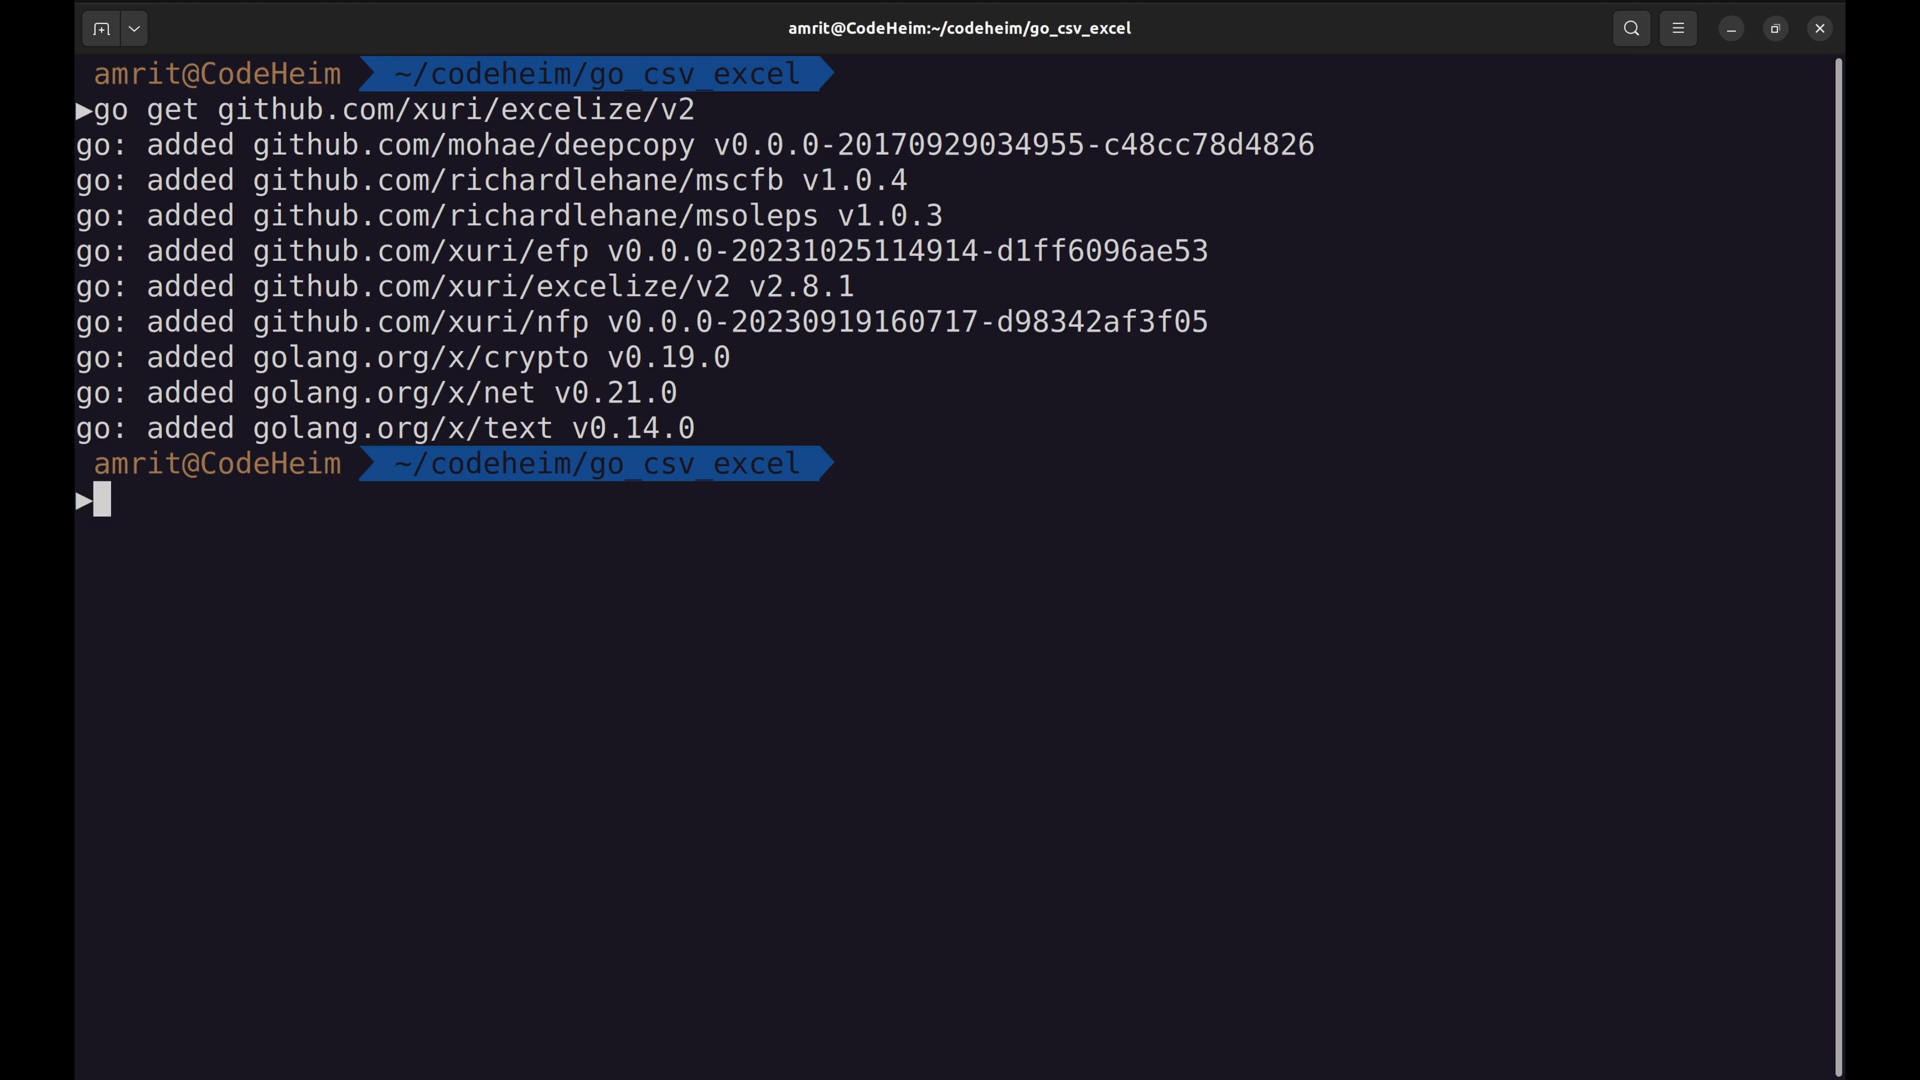 amrit@CodeHeim:~/codeheim/go_csv_excel
amrit@CodeHeim ~/codeheim/go_csv_excel
▶go get github.com/xuri/excelize/v2
go: added github.com/mohae/deepcopy v0.0.0-20170929034955-c48cc78d4826
go: added github.com/richardlehane/mscfb v1.0.4
go: added github.com/richardlehane/msoleps v1.0.3
go: added github.com/xuri/efp v0.0.0-20231025114914-d1ff6096ae53
go: added github.com/xuri/excelize/v2 v2.8.1
go: added github.com/xuri/nfp v0.0.0-20230919160717-d98342af3f05
go: added golang.org/x/crypto v0.19.0
go: added golang.org/x/net v0.21.0
go: added golang.org/x/text v0.14.0
amrit@CodeHeim ~/codeheim/go_csv_excel
▶